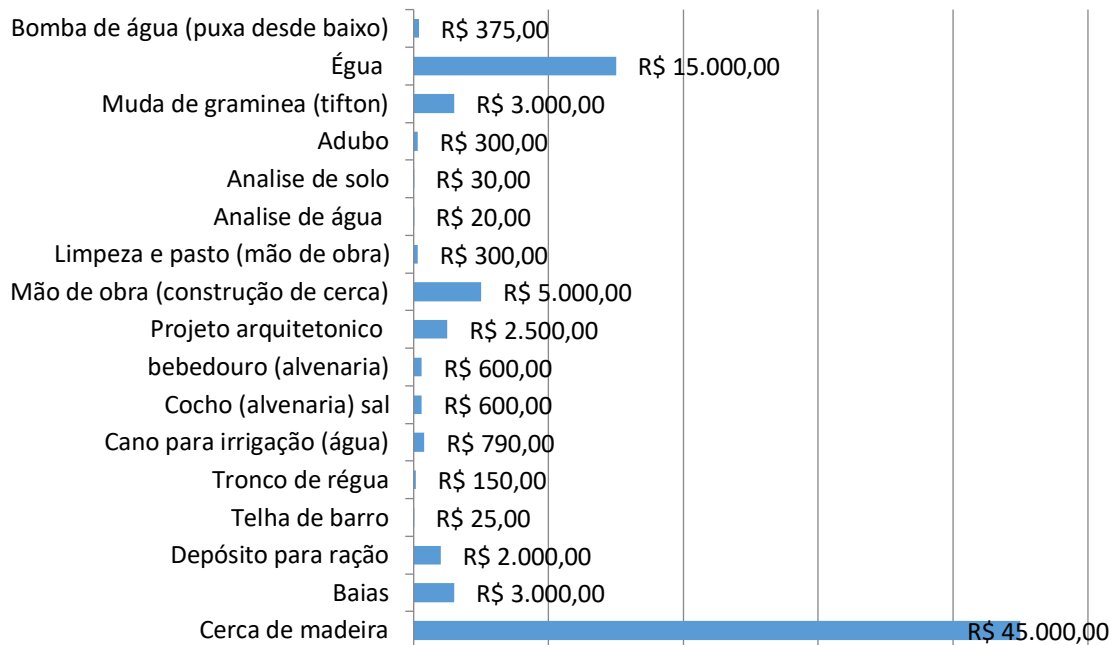 Bomba de água (puxa desde baixo) R$ 375,00
Égua R$ 15.000,00
Muda de graminea (tifton) R$ 3.000,00
Adubo R$ 300,00
Analise de solo R$ 30,00
Analise de água R$ 20,00
Limpeza e pasto (mão de obra) R$ 300,00
Mão de obra (construção de cerca) R$ 5.000,00
Projeto arquitetonico R$ 2.500,00
bebedouro (alvenaria) R$ 600,00
Cocho (alvenaria) sal R$ 600,00
Cano para irrigação (água) R$ 790,00
Tronco de régua R$ 150,00
Telha de barro R$ 25,00
Depósito para ração R$ 2.000,00
Baias R$ 3.000,00
Cerca de madeira R$ 45.000,00